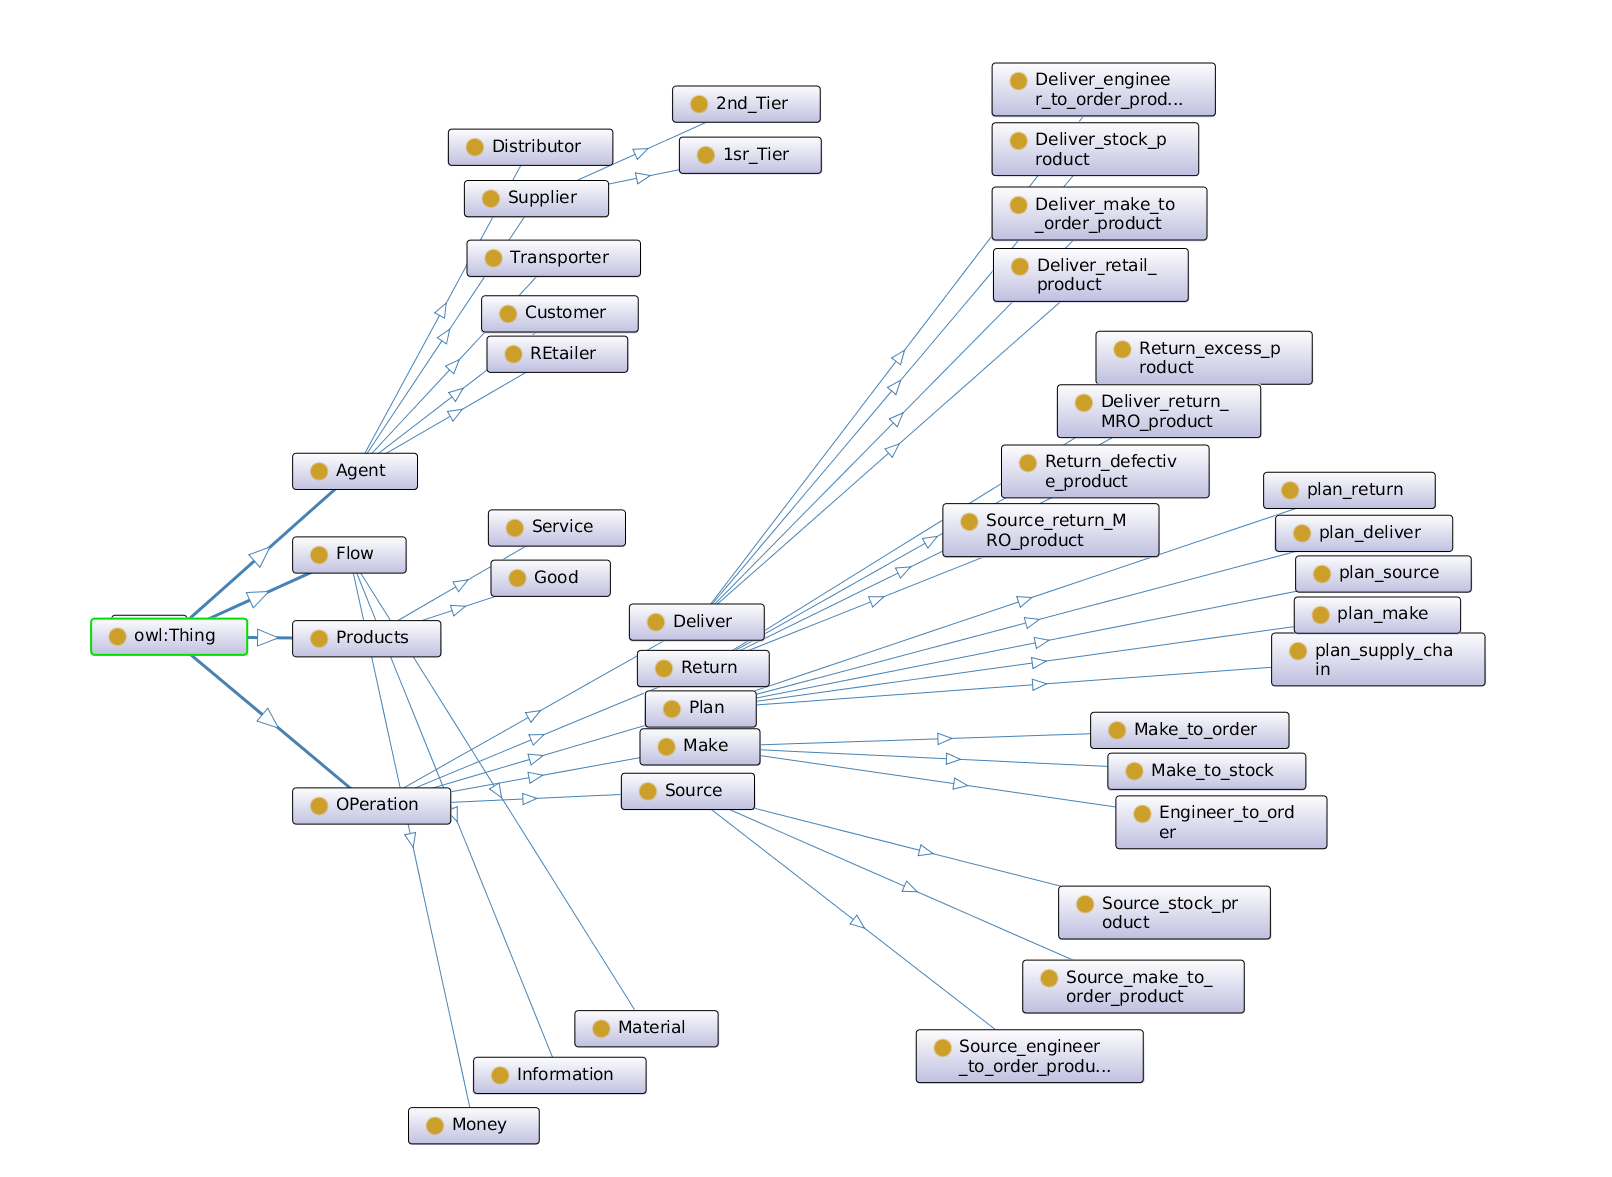 owl:Thing
Agent
Flow
Products
OPeration
Distributor
Supplier
Transporter
Customer
REtailer
2nd_Tier
1sr_Tier
Service
Good
Material
Information
Money
Deliver
Return
Plan
Make
Source
Deliver_enginee
r_to_order_prod...
Deliver_stock_p
roduct
Deliver_make_to
_order_product
Deliver_retail_
product
Return_excess_p
roduct
Deliver_return_
MRO_product
Return_defectiv
e_product
Source_return_M
RO_product
plan_return
plan_deliver
plan_source
plan_make
plan_supply_cha
in
Make_to_order
Make_to_stock
Engineer_to_ord
er
Source_stock_pr
oduct
Source_make_to_
order_product
Source_engineer
_to_order_produ...